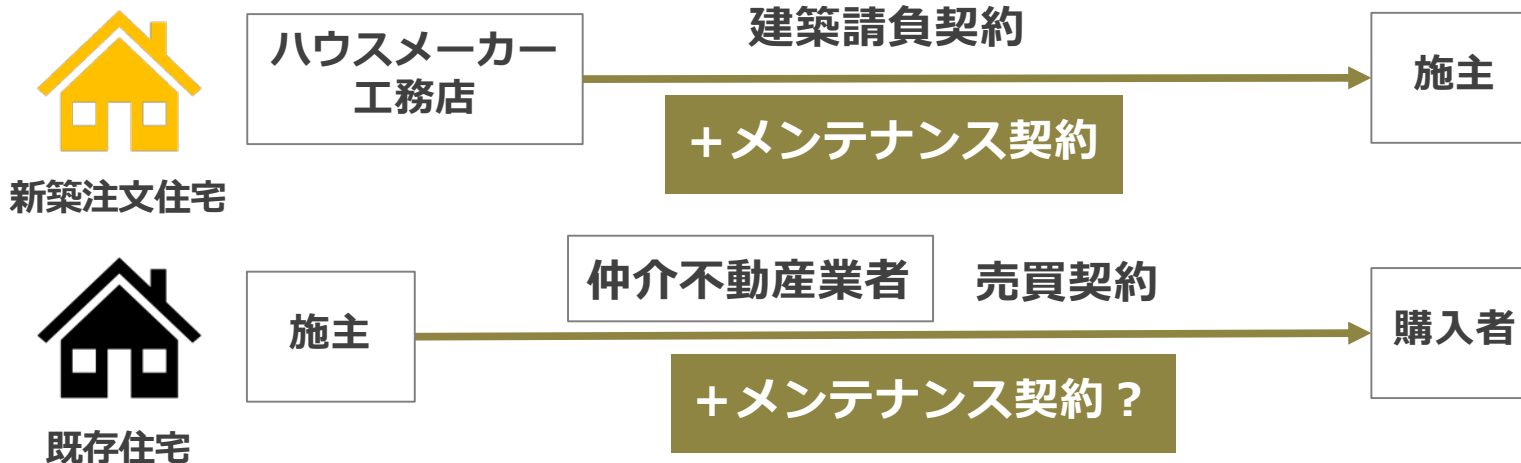 建築請負契約
ハウスメーカー
工務店
施主
＋メンテナンス契約
新築注文住宅
仲介不動産業者
売買契約
施主
購入者
＋メンテナンス契約？
既存住宅